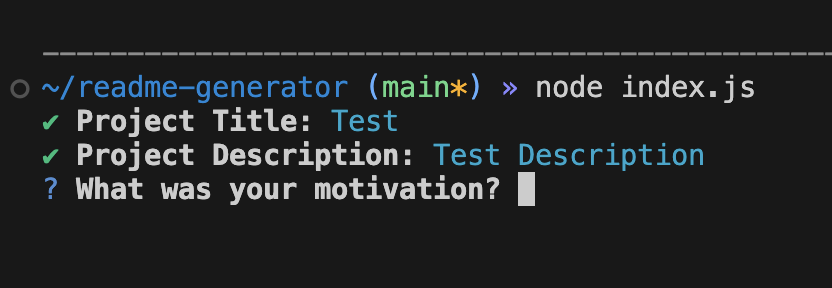 ~/readme-generator (main*) » node index.js
✔ Project Title: Test
✔ Project Description: Test Description
? What was your motivation?